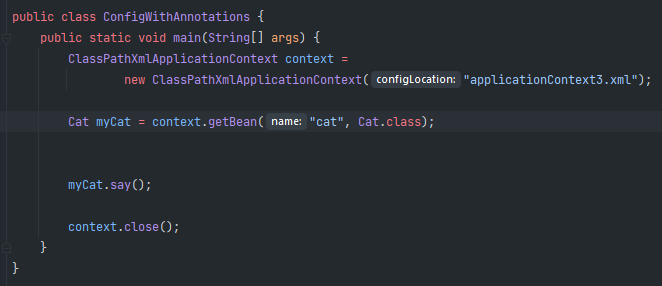 public class ConfigWithAnnotations {
public static void main(String[] args) {
ClassPathXmlApplicationContext context =
new ClassPathXmlApplicationContext( configLocation: "applicationContext3.xml");
Cat myCat = context.getBean( name: "cat", Cat.class);
myCat.say();
context.close();
}
}